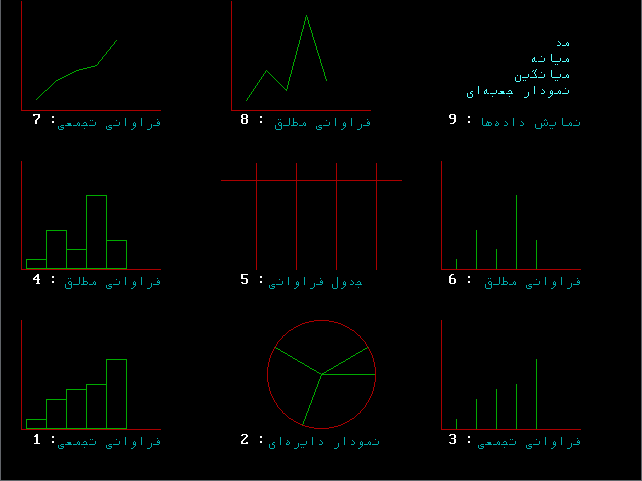 مد
میانه
میانگین
نمودار جعبه‌ای
7 : فراوانی تجمعی
8 : فراوانی مطلق
9 : نمایش داده‌ها
4 : فراوانی مطلق
5 : جدول فراوانی
6 : فراوانی مطلق
1 : فراوانی تجمعی
2 : نمودار دایره‌ای
3 : فراوانی تجمعی